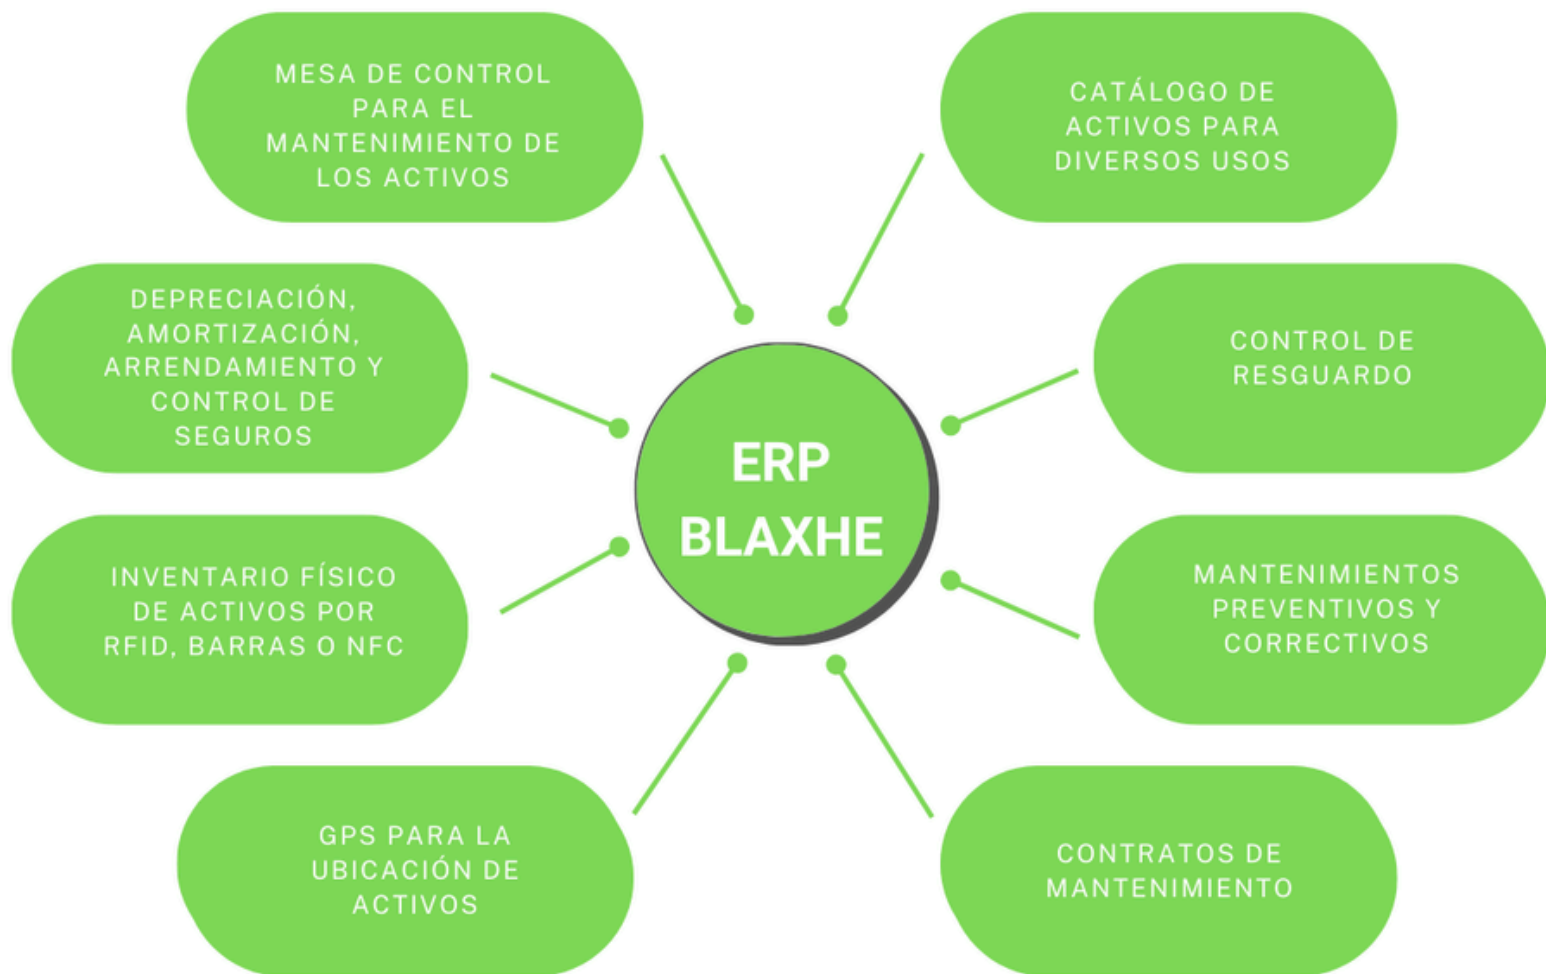 MESA DE CONTROL
PARA EL
MANTENIMIENTO DE
LOS ACTIVOS
CATÁLOGO DE
ACTIVOS PARA
DIVERSOS USOS
DEPRECIACIÓN,
AMORTIZACIÓN,
ARRENDAMIENTO Y
CONTROL DE
SEGUROS
CONTROL DE
RESGUARDO
ERP
BLAXHE
INVENTARIO FÍSICO
DE ACTIVOS POR
RFID, BARRAS O NFC
MANTENIMIENTOS
PREVENTIVOS Y
CORRECTIVOS
GPS PARA LA
UBICACIÓN DE
ACTIVOS
CONTRATOS DE
MANTENIMIENTO